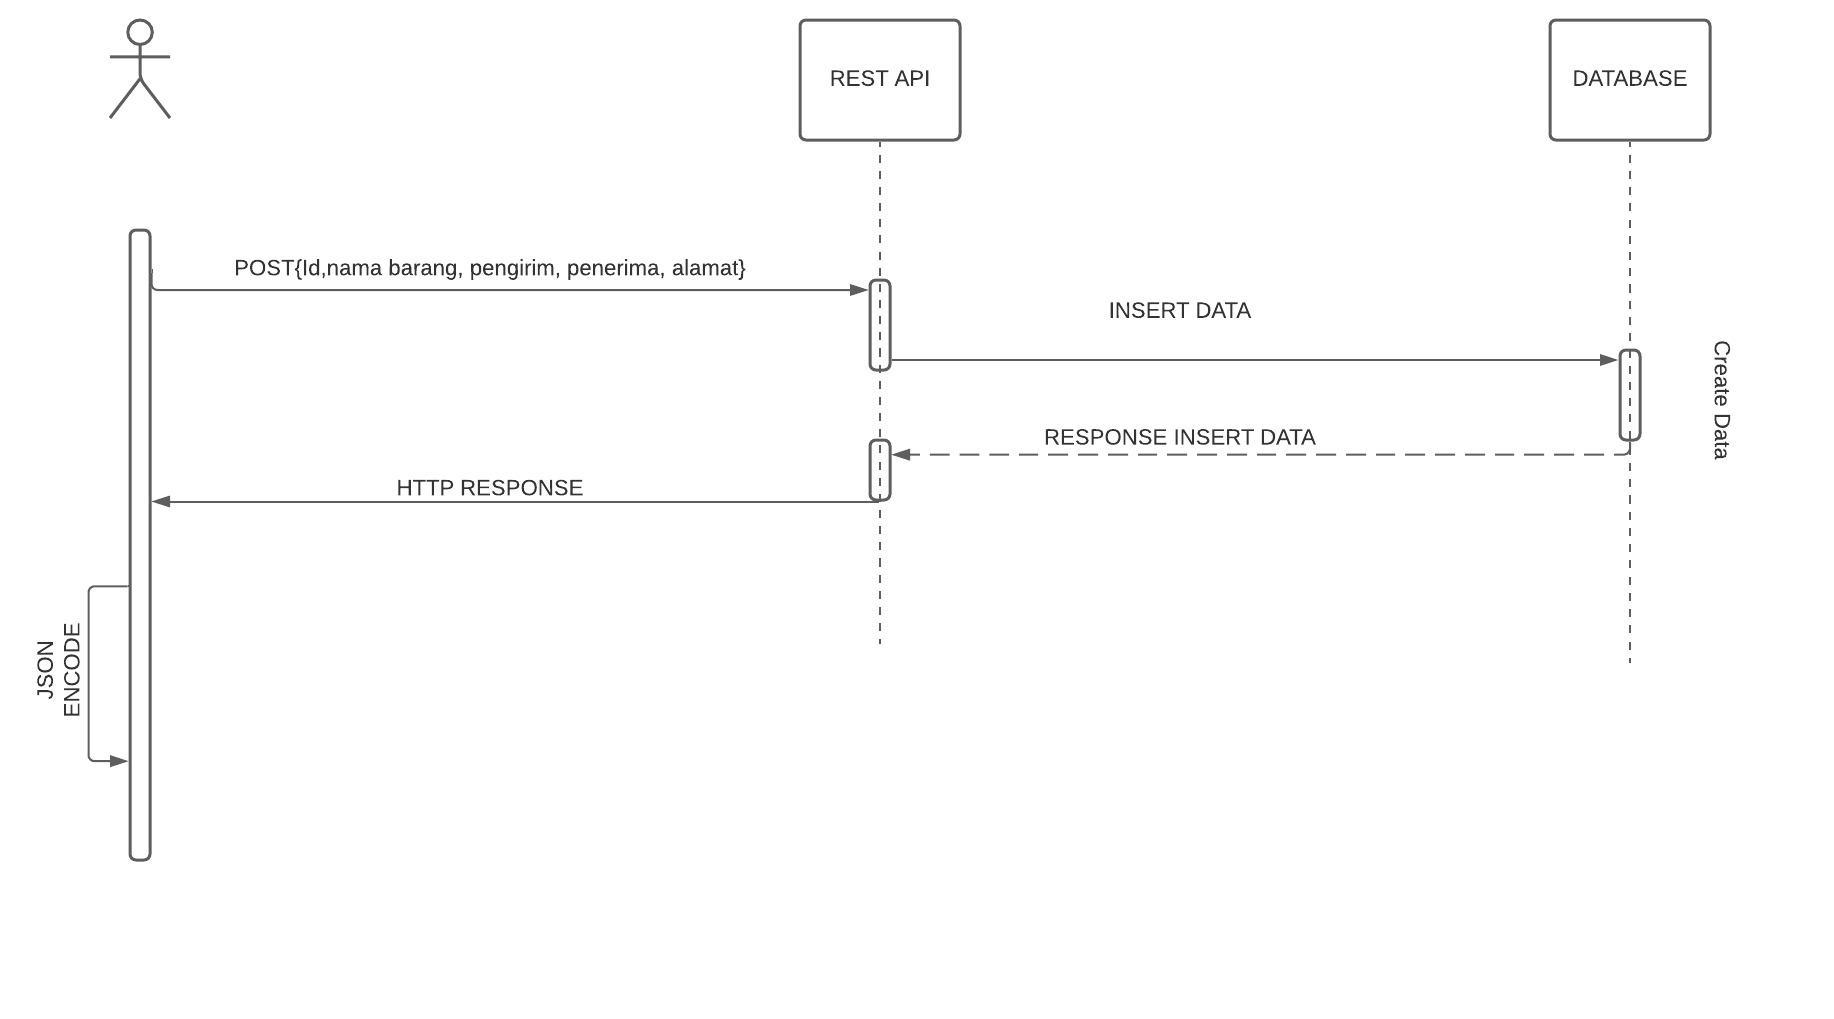 REST API
DATABASE
POST{Id,nama barang, pengirim, penerima, alamat}
INSERT DATA
Create Data
RESPONSE INSERT DATA
HTTP RESPONSE
JSON
ENCODE